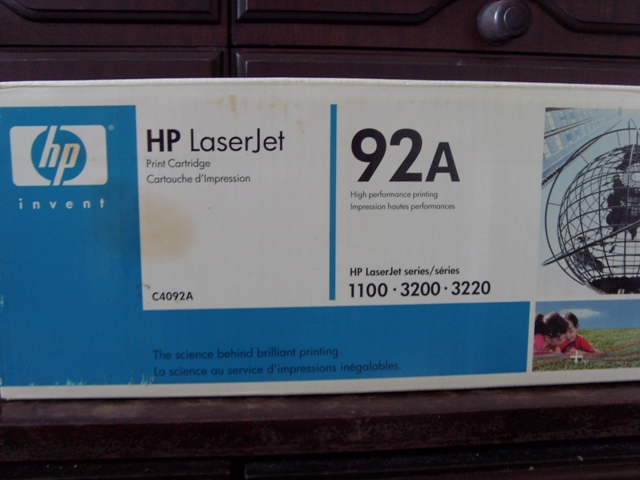 hp
invent
HP LaserJet
Print Cartridge
Cartouche d'Impression
C4092A
92A
High performance printing
Impression hautes performances
HP LaserJet series/séries
1100 · 3200 · 3220
The science behind brilliant printing.
La science au service d'impressions inégalables.